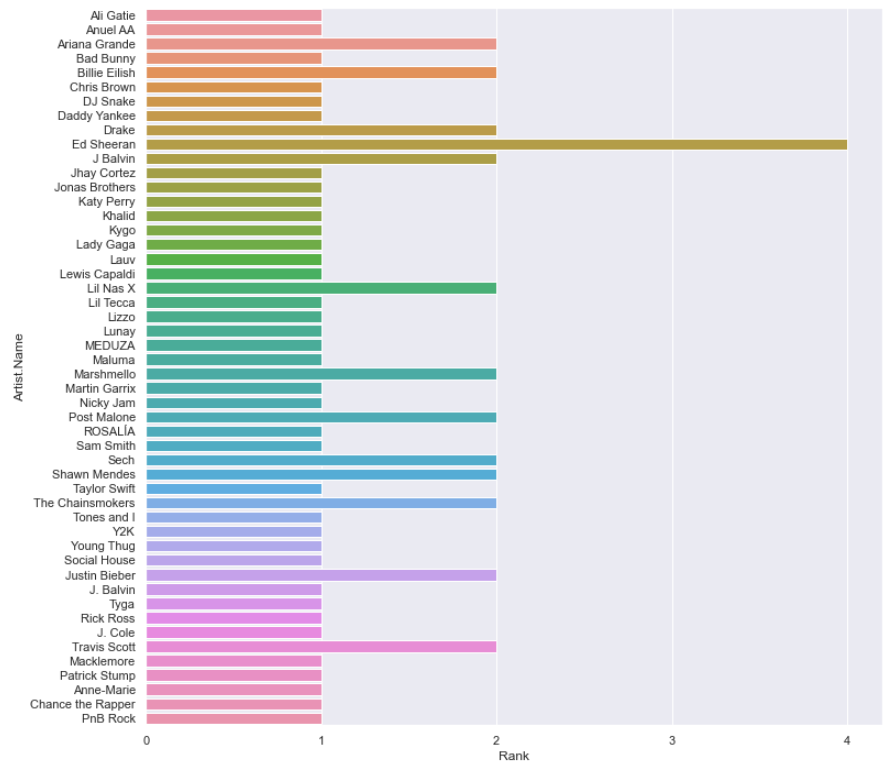 Ali Gatie
Anuel AA
Ariana Grande
Bad Bunny
Billie Eilish
Chris Brown
DJ Snake
Daddy Yankee
Drake
Ed Sheeran
J Balvin
Jhay Cortez
Jonas Brothers
Katy Perry
Khalid
Kygo
Lady Gaga
Lauv
Lewis Capaldi
Lil Nas X
Lil Tecca
Lizzo
Lunay
MEDUZA
Maluma
Marshmello
Martin Garrix
Nicky Jam
Post Malone
ROSALÍA
Sam Smith
Sech
Shawn Mendes
Taylor Swift
The Chainsmokers
Tones and I
Y2K
Young Thug
Social House
Justin Bieber
J. Balvin
Tyga
Rick Ross
J. Cole
Travis Scott
Macklemore
Patrick Stump
Anne-Marie
Chance the Rapper
PnB Rock
Artist.Name
0 1 2 3 4
Rank